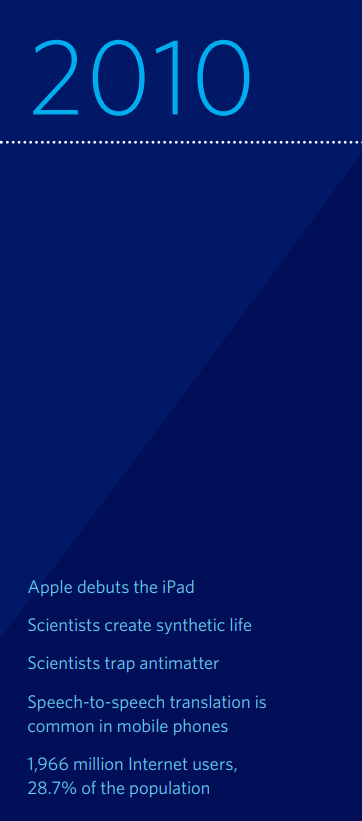 2010
Apple debuts the iPad
Scientists create synthetic life
Scientists trap antimatter
Speech-to-speech translation is
common in mobile phones
1,966 million Internet users,
28.7% of the population